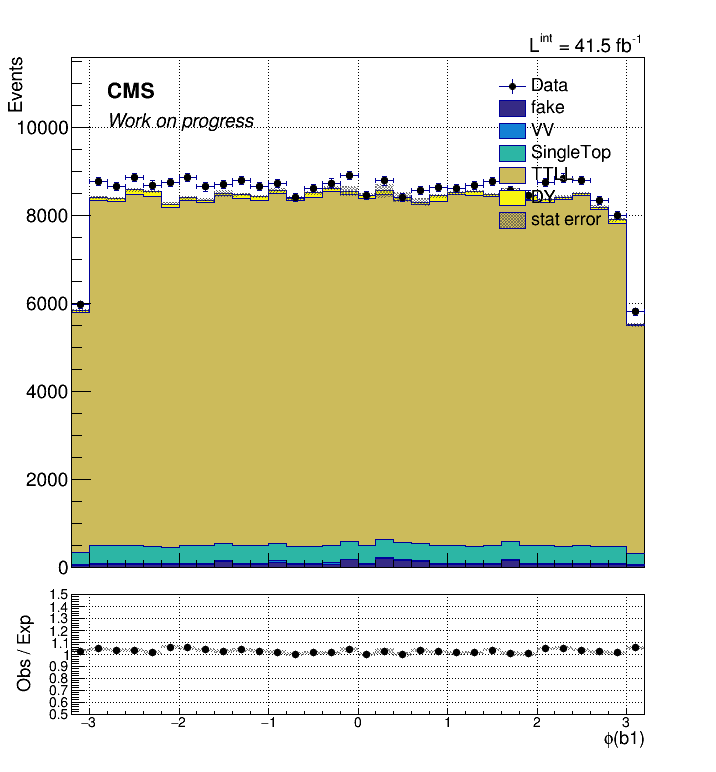 L^int = 41.5 fb^-1
Events
CMS
Work on progress
Data
fake
VV
SingleTop
TTLL
DY
stat error
10000
8000
6000
4000
2000
0
Obs / Exp
1.5
1.4
1.3
1.2
1.1
1
0.9
0.8
0.7
0.6
0.5
−3 −2 −1 0 1 2 3
ϕ(b1)